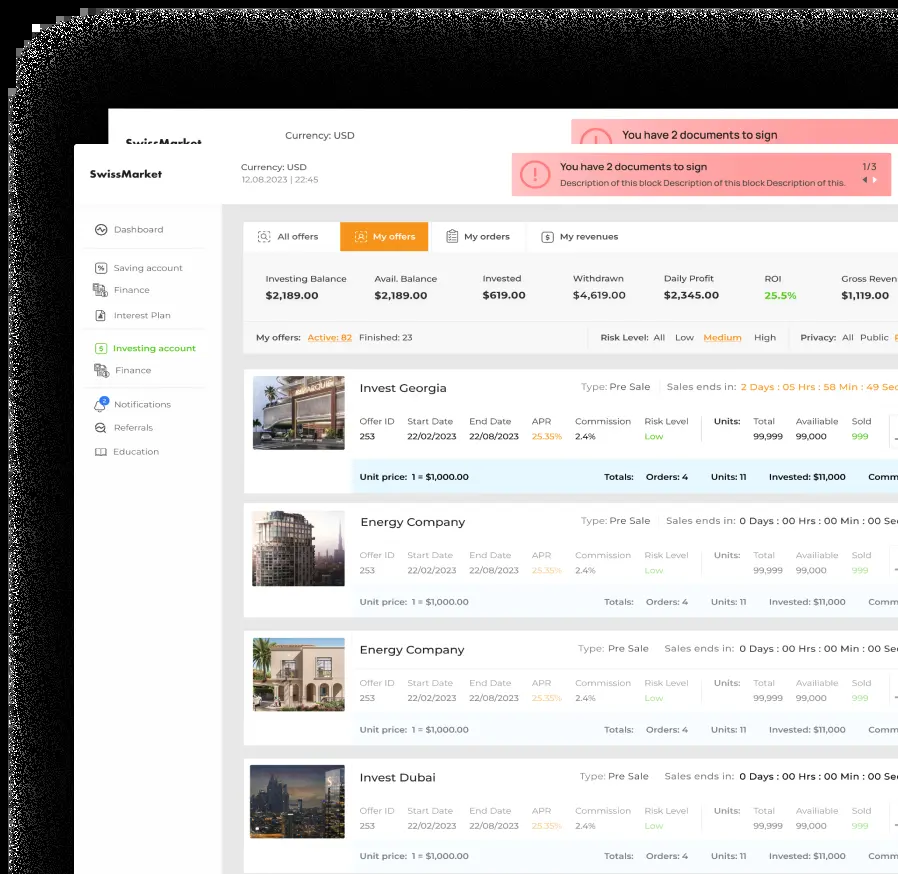 SwissMarket
Currency: USD
You have 2 documents to sign
SwissMarket
Currency: USD
12.08.2023 | 22:45
You have 2 documents to sign
Description of this block Description of this block Description of this.
1/3
Dashboard
Saving account
Finance
Interest Plan
Investing account
Finance
2
Notifications
Referrals
Education
All offers
My offers
My orders
My revenues
Investing Balance Avail. Balance Invested Withdrawn Daily Profit ROI Gross Reven
$2,189.00 $2,189.00 $619.00 $4,619.00 $2,345.00 25.5% $1,119.00
My offers: Active: 82 Finished: 23 Risk Level: All Low Medium High Privacy: All Public
Invest Georgia Type: Pre Sale Sales ends in: 2 Days : 05 Hrs : 58 Min : 49 Sec
Offer ID Start Date End Date APR Commission Risk Level Units: Total Availiable Sold
253 22/02/2023 22/08/2023 25.35% 2.4% Low 99,999 99,000 999
Unit price: 1 = $1,000.00 Totals: Orders: 4 Units: 11 Invested: $11,000 Comm
Energy Company Type: Pre Sale Sales ends in: 0 Days : 00 Hrs : 00 Min : 00 Sec
Offer ID Start Date End Date APR Commission Risk Level Units: Total Availiable Sold
253 22/02/2023 22/08/2023 25.35% 2.4% Low 99,999 99,000 999
Unit price: 1 = $1,000.00 Totals: Orders: 4 Units: 11 Invested: $11,000 Comm
Energy Company Type: Pre Sale Sales ends in: 0 Days : 00 Hrs : 00 Min : 00 Sec
Offer ID Start Date End Date APR Commission Risk Level Units: Total Availiable Sold
253 22/02/2023 22/08/2023 25.35% 2.4% Low 99,999 99,000 999
Unit price: 1 = $1,000.00 Totals: Orders: 4 Units: 11 Invested: $11,000 Comm
Invest Dubai Type: Pre Sale Sales ends in: 0 Days : 00 Hrs : 00 Min : 00 Sec
Offer ID Start Date End Date APR Commission Risk Level Units: Total Availiable Sold
253 22/02/2023 22/08/2023 25.35% 2.4% Low 99,999 99,000 999
Unit price: 1 = $1,000.00 Totals: Orders: 4 Units: 11 Invested: $11,000 Comm